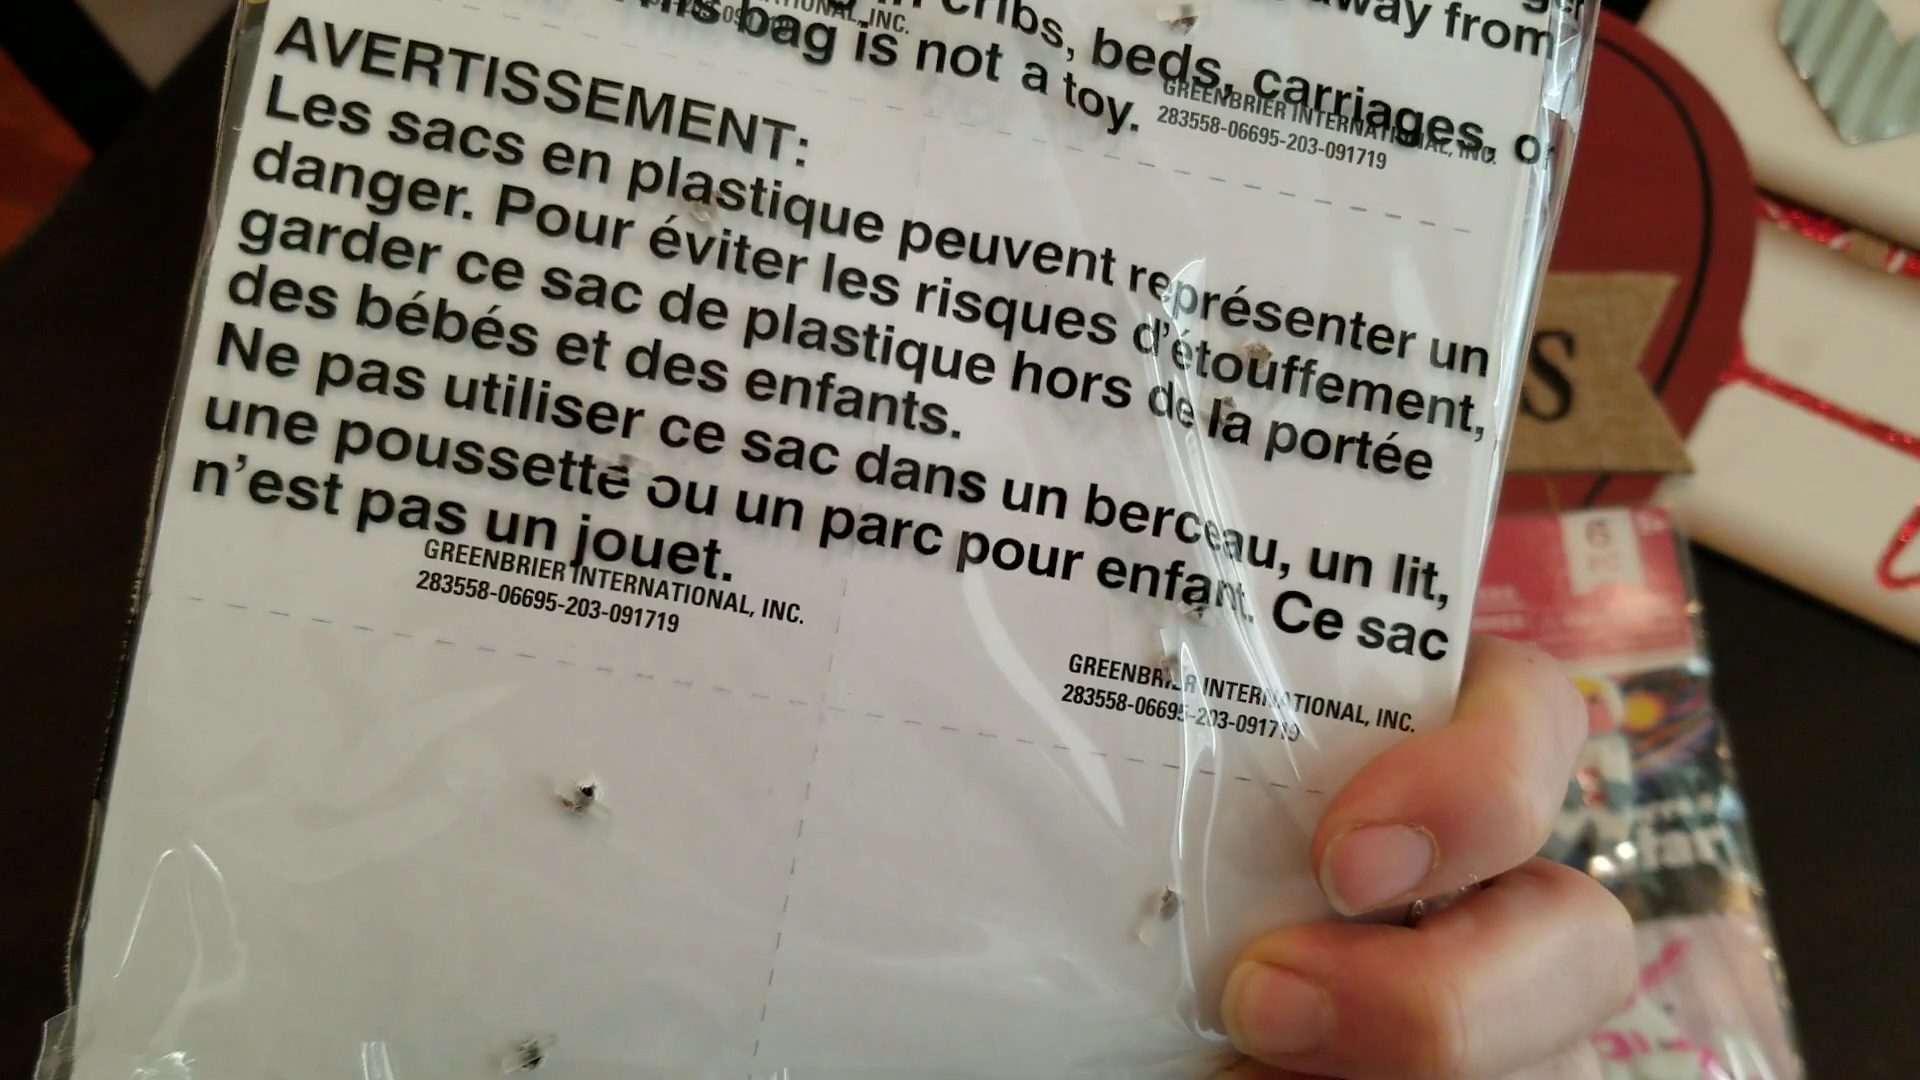 away from
cribs, beds, carriages, or
this bag is not a toy.
GREENBRIER INTERNATIONAL, INC.
283558-06695-203-091719
AVERTISSEMENT:
Les sacs en plastique peuvent représenter un
danger. Pour éviter les risques d'étouffement,
garder ce sac de plastique hors de la portée
des bébés et des enfants.
Ne pas utiliser ce sac dans un berceau, un lit,
une poussette ou un parc pour enfant. Ce sac
n'est pas un jouet.
GREENBRIER INTERNATIONAL, INC.
283558-06695-203-091719
GREENBRIER INTERNATIONAL, INC.
283558-06695-203-091719
S